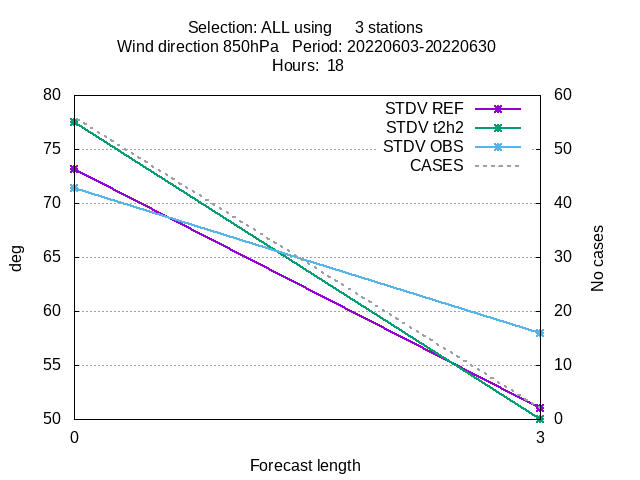 Selection: ALL using 3 stations
Wind direction 850hPa Period: 20220603-20220630
Hours: 18
80
75
70
65
60
55
50
60
50
40
30
20
10
0
STDV REF
STDV t2h2
STDV OBS
CASES
deg
No cases
0
3
Forecast length